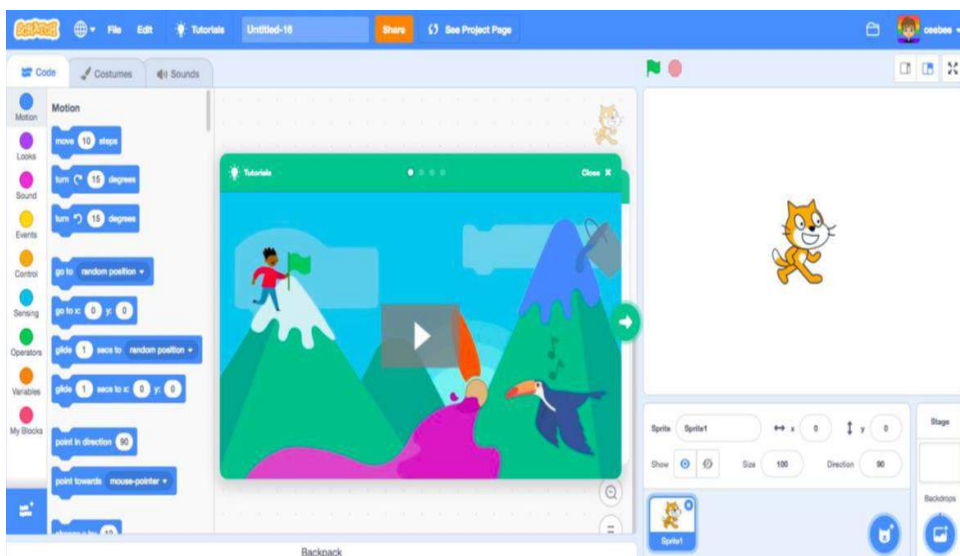 SCRATCH File Edit Tutorials Untitled-16 Share See Project Page ceebee
Code Costumes Sounds
Motion
Looks
Sound
Events
Control
Sensing
Operators
Variables
My Blocks
Motion
move 10 steps
turn 15 degrees
turn 15 degrees
go to random position
go to x: 0 y: 0
glide 1 secs to random position
glide 1 secs to x: 0 y: 0
point in direction 90
point towards mouse-pointer
change x by 10
Tutorials Close X
Backpack
Sprite Sprite1 x 0 y 0
Show Size 100 Direction 90
Sprite1
Stage
Backdrops